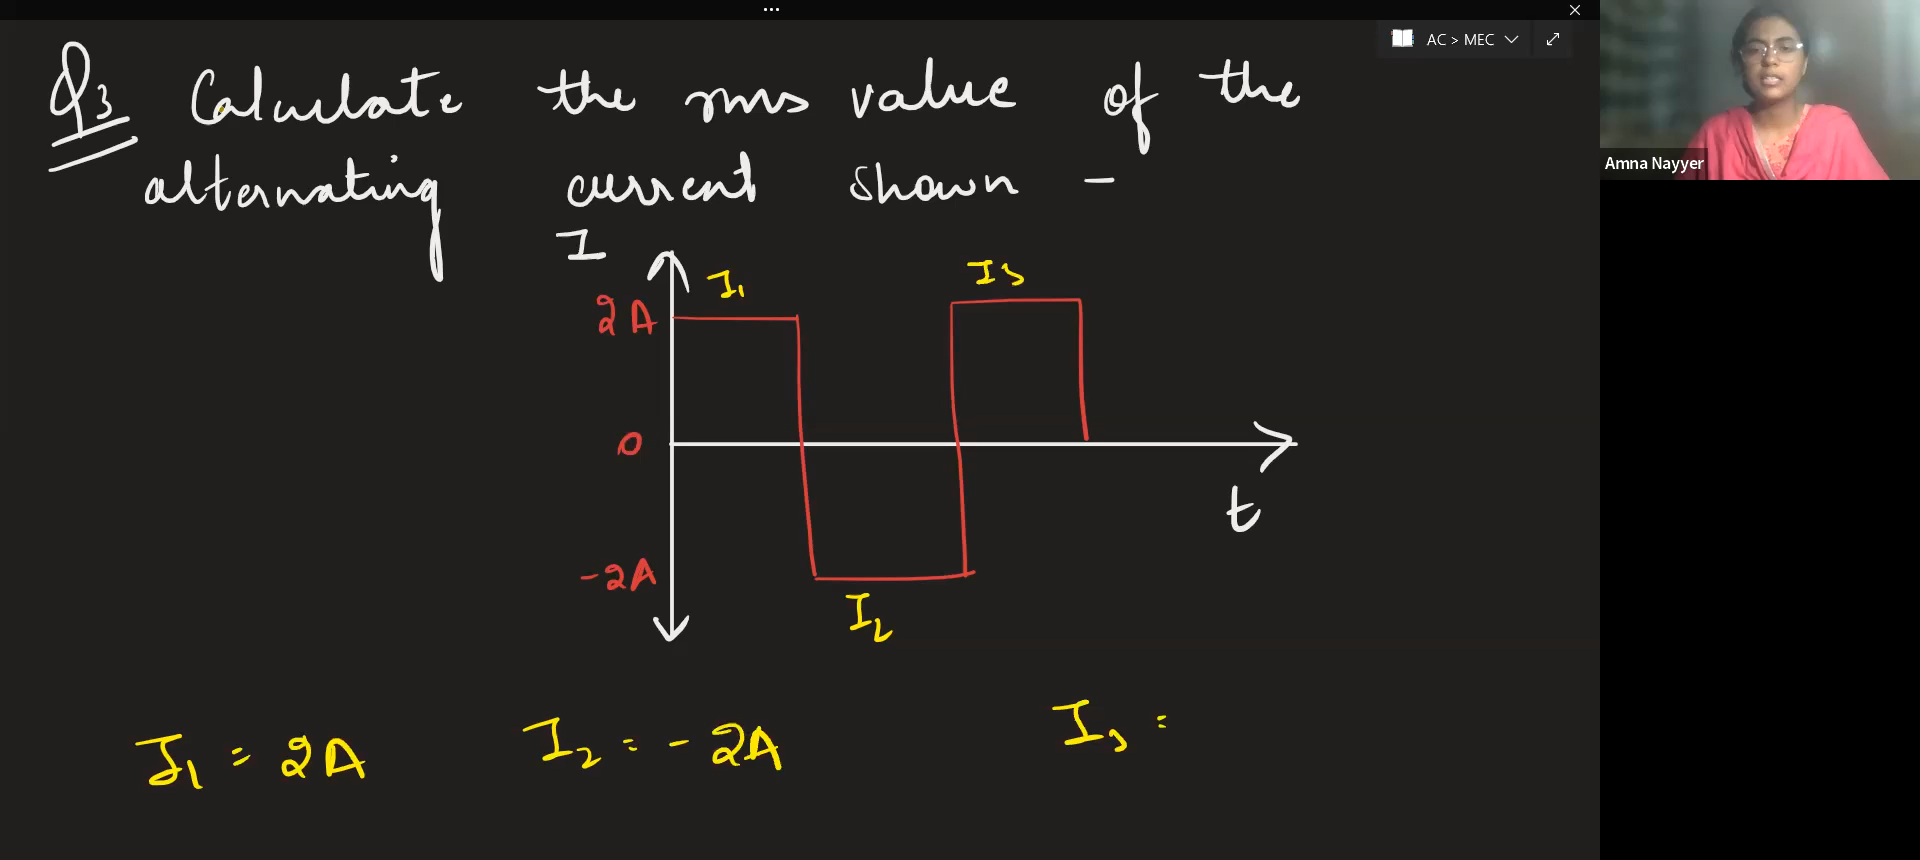 AC > MEC
Amna Nayyer
Q3 Calculate the rms value of the
alternating current shown -
I
I1
I3
2A
0
t
-2A
I2
I1 = 2A I2 = - 2A I3 =